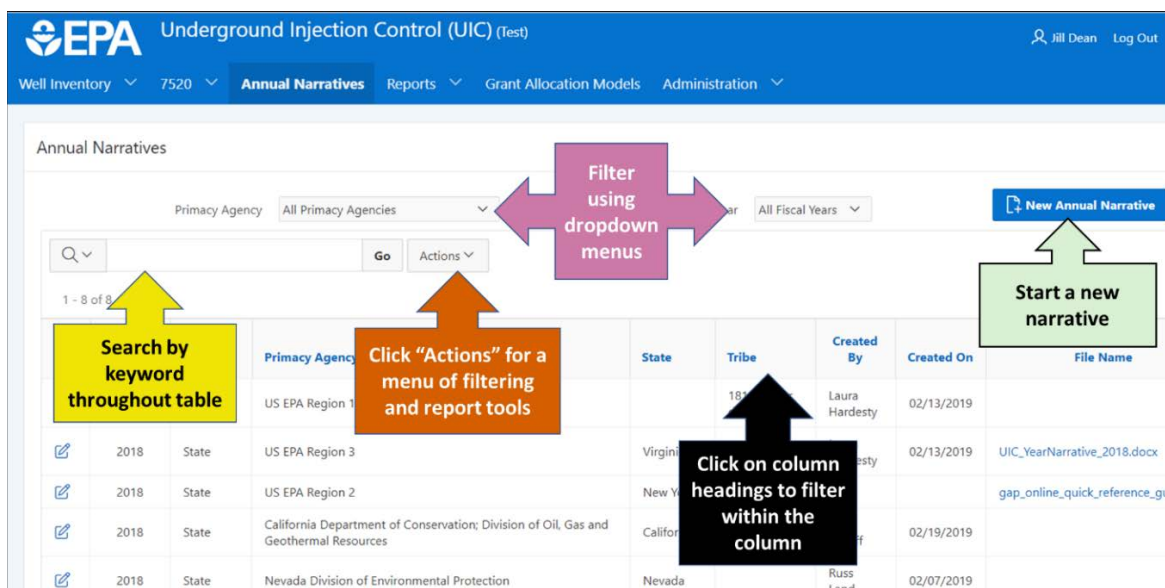 EPA Underground Injection Control (UIC) (Test)
Jill Dean Log Out
Well Inventory 7520 Annual Narratives Reports Grant Allocation Models Administration
Annual Narratives
Primacy Agency All Primacy Agencies
All Fiscal Years
New Annual Narrative
Filter
using
dropdown
menus
Go Actions
Start a new
narrative
1 - 8 of 8
Search by
keyword
throughout table
Click “Actions” for a
menu of filtering
and report tools
Click on column
headings to filter
within the
column
Primacy Agency State Tribe Created By Created On File Name
US EPA Region 1 Laura Hardesty 02/13/2019
2018 State US EPA Region 3 02/13/2019 UIC_YearNarrative_2018.docx
2018 State US EPA Region 2
2018 State California Department of Conservation; Division of Oil, Gas and
Geothermal Resources 02/19/2019
2018 State Nevada Division of Environmental Protection Nevada Russ 02/07/2019